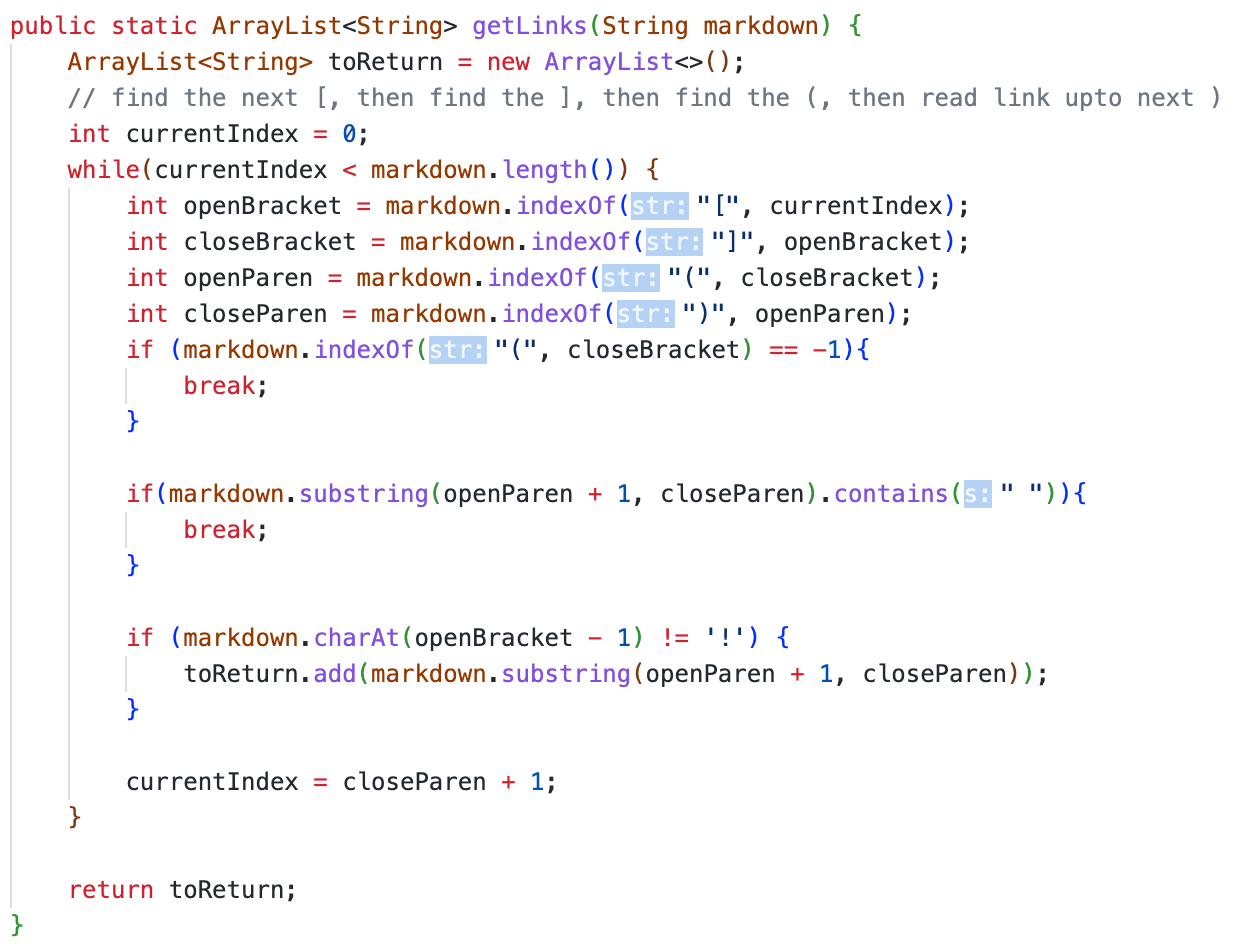 public static ArrayList<String> getLinks(String markdown) {
ArrayList<String> toReturn = new ArrayList<>();
// find the next [, then find the ], then find the (, then read link upto next )
int currentIndex = 0;
while(currentIndex < markdown.length()) {
int openBracket = markdown.indexOf(str: "[", currentIndex);
int closeBracket = markdown.indexOf(str: "]", openBracket);
int openParen = markdown.indexOf(str: "(", closeBracket);
int closeParen = markdown.indexOf(str: ")", openParen);
if (markdown.indexOf(str: "(", closeBracket) == -1){
break;
}
if(markdown.substring(openParen + 1, closeParen).contains(s: " ")){
break;
}
if (markdown.charAt(openBracket - 1) != '!') {
toReturn.add(markdown.substring(openParen + 1, closeParen));
}
currentIndex = closeParen + 1;
}
return toReturn;
}